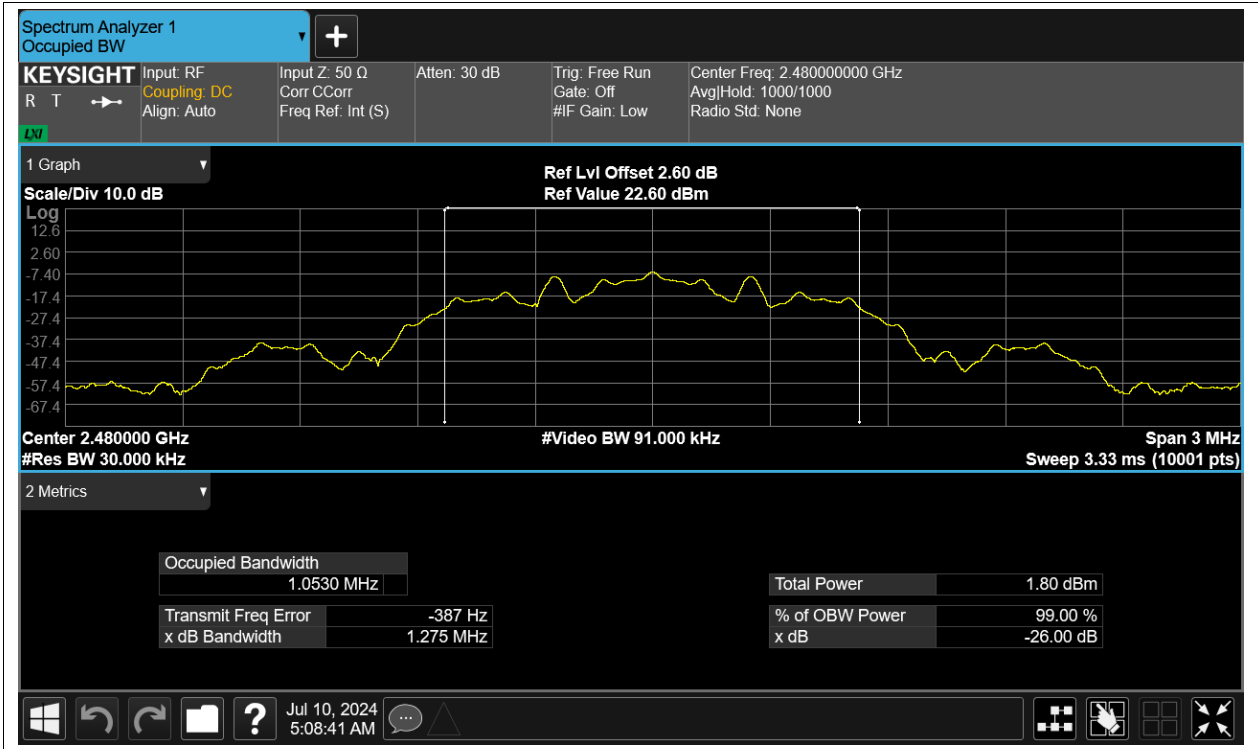 Spectrum Analyzer 1
Occupied BW
+
KEYSIGHT
R T
LXI
Input: RF
Coupling: DC
Align: Auto
Input Z: 50 Ω
Corr CCorr
Freq Ref: Int (S)
Atten: 30 dB
Trig: Free Run
Gate: Off
#IF Gain: Low
Center Freq: 2.480000000 GHz
Avg|Hold: 1000/1000
Radio Std: None
1 Graph
Scale/Div 10.0 dB
Ref Lvl Offset 2.60 dB
Ref Value 22.60 dBm
Log
12.6
2.60
-7.40
-17.4
-27.4
-37.4
-47.4
-57.4
-67.4
Center 2.480000 GHz
#Video BW 91.000 kHz
Span 3 MHz
#Res BW 30.000 kHz
Sweep 3.33 ms (10001 pts)
2 Metrics
Occupied Bandwidth
1.0530 MHz
Total Power 1.80 dBm
Transmit Freq Error -387 Hz
% of OBW Power 99.00 %
x dB Bandwidth 1.275 MHz
x dB -26.00 dB
?
Jul 10, 2024
5:08:41 AM